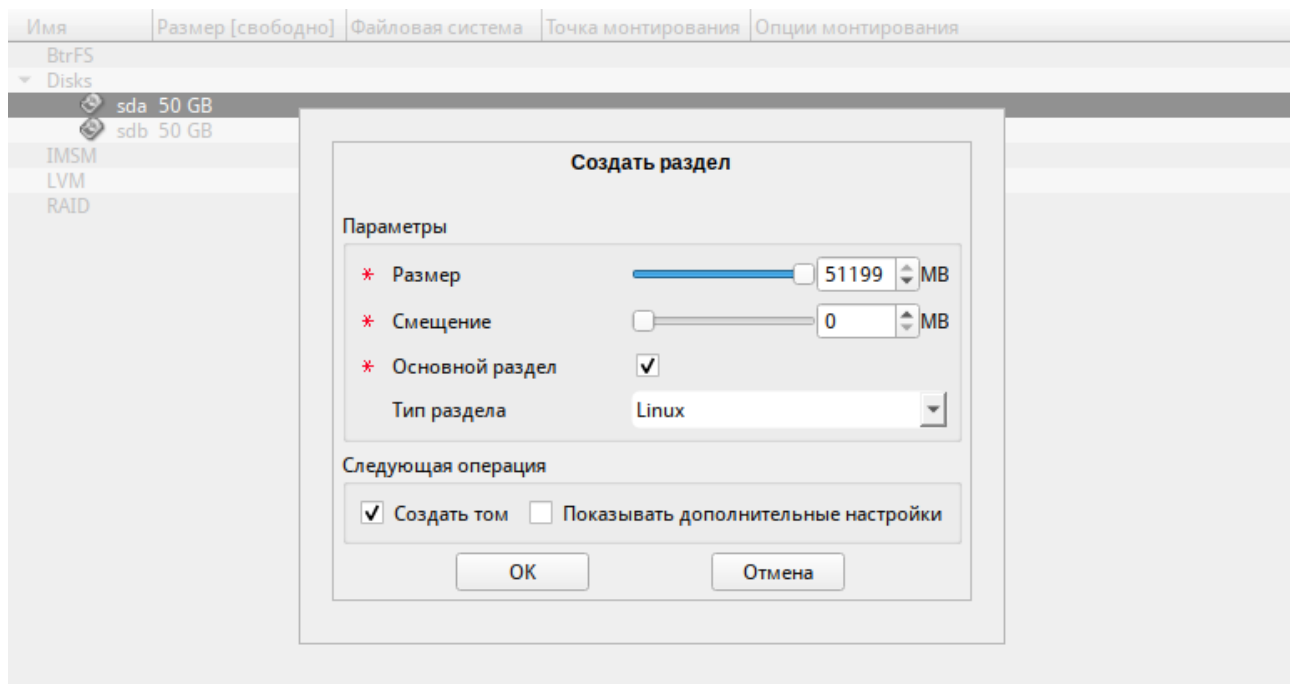 Имя Размер [свободно] Файловая система Точка монтирования Опции монтирования
BtrFS
Disks
sda 50 GB
sdb 50 GB
IMSM
LVM
RAID
Создать раздел
Параметры
* Размер 51199 MB
* Смещение 0 MB
* Основной раздел
Тип раздела Linux
Следующая операция
Создать том Показывать дополнительные настройки
OK Отмена